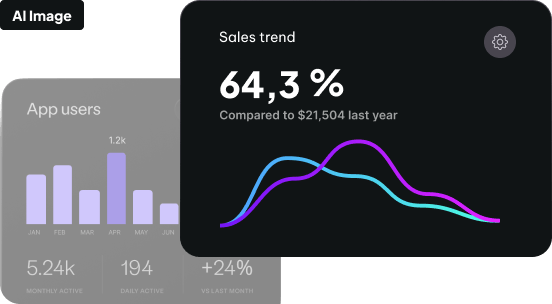 AI Image
Sales trend
64,3 %
Compared to $21,504 last year
App users
1.2k
JAN FEB MAR APR MAY JUN
5.24k 194 +24%
MONTHLY ACTIVE DAILY ACTIVE VS LAST MONTH